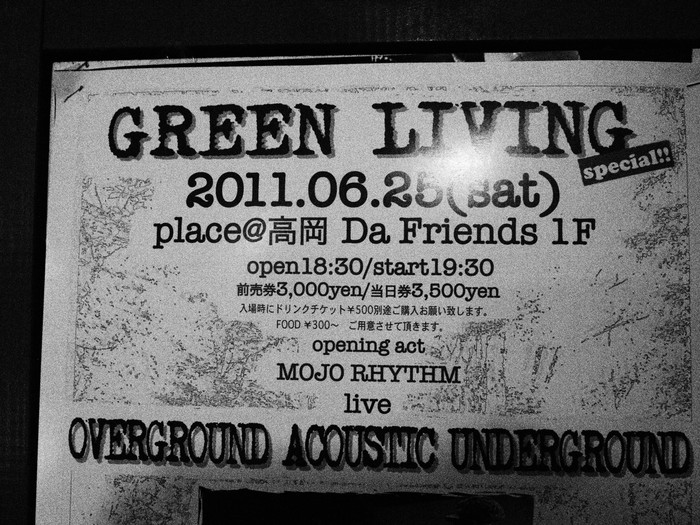 GREEN LIVING
special!!
2011.06.25(sat)
place@高岡 Da Friends 1F
open18:30/start19:30
前売券3,000yen/当日券3,500yen
入場時にドリンクチケット¥500別途ご購入お願い致します。
FOOD ¥300〜 ご用意させて頂きます。
opening act
MOJO RHYTHM
live
OVERGROUND ACOUSTIC UNDERGROUND